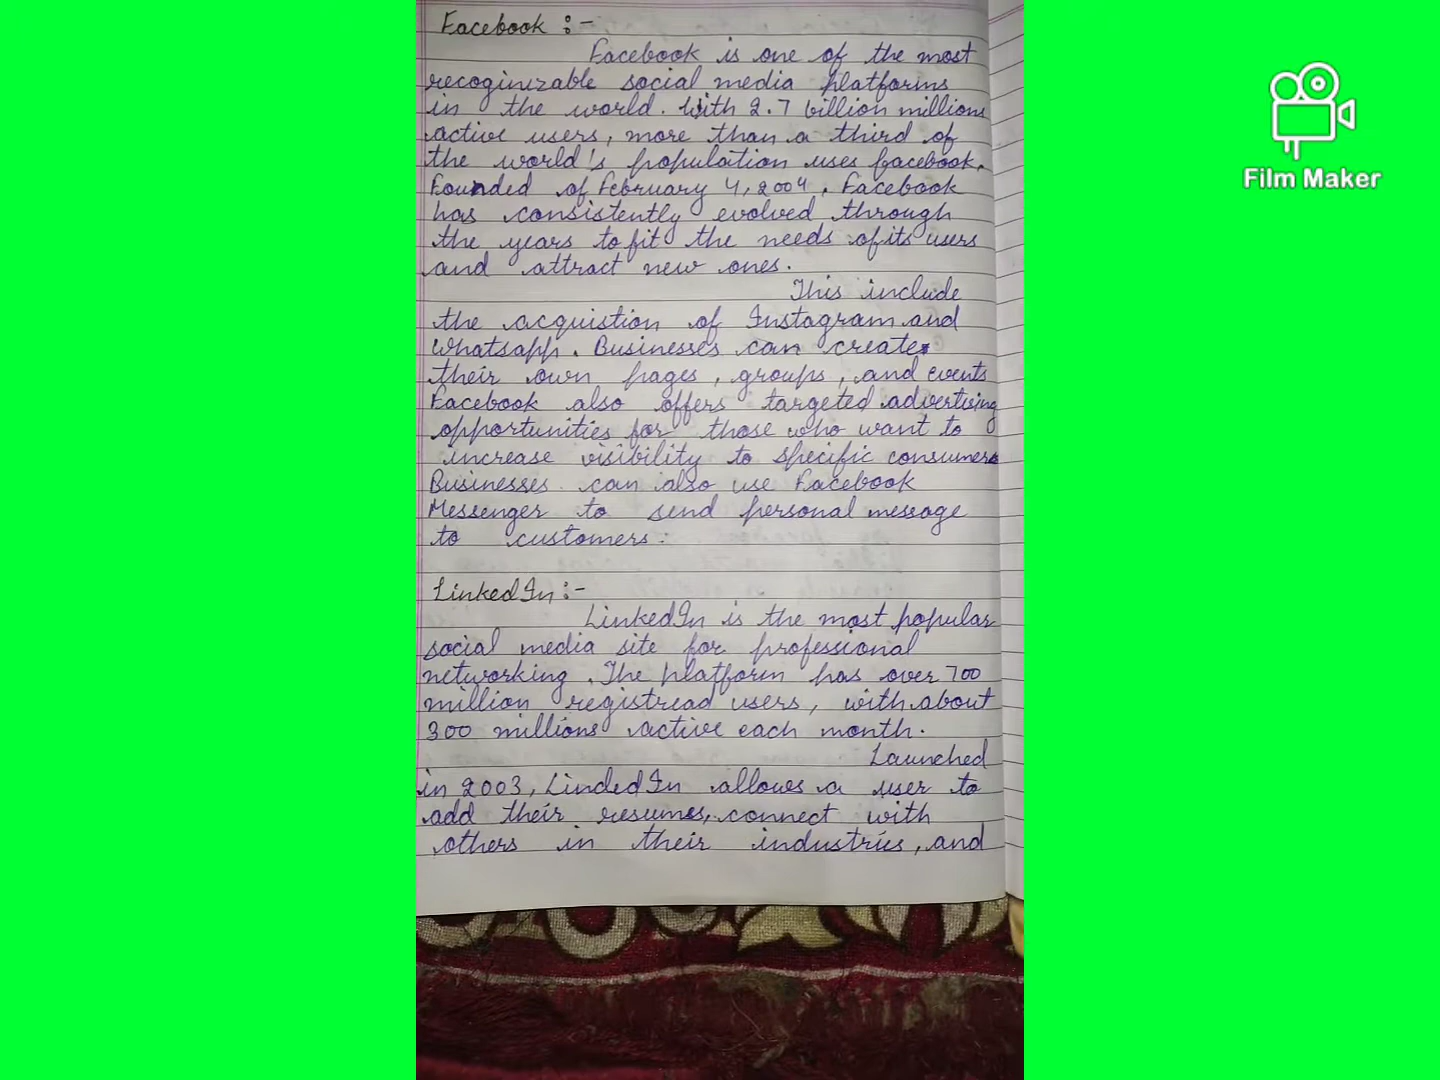 Facebook :-
Facebook is one of the most
recoginizable social media platforms
in the world. With 2.7 billion millions
active users, more than a third of
the world's population uses facebook.
Founded of February 4, 2004. Facebook
has consistently evolved through
the years to fit the needs of its users
and attract new ones.
This include
the acquistion of Instagram and
Whatsapp. Businesses can create
their own pages, groups, and events
Facebook also offers targeted advertising
opportunities for those who want to
increase visibility to specific consumers
Businesses can also use Facebook
Messenger to send personal message
to customers.
LinkedIn :-
LinkedIn is the most popular
social media site for professional
networking. The platform has over 700
million registread users, with about
300 millions active each month.
Launched
in 2003, LindedIn allows a user to
add their resumes, connect with
others in their industries, and
Film Maker